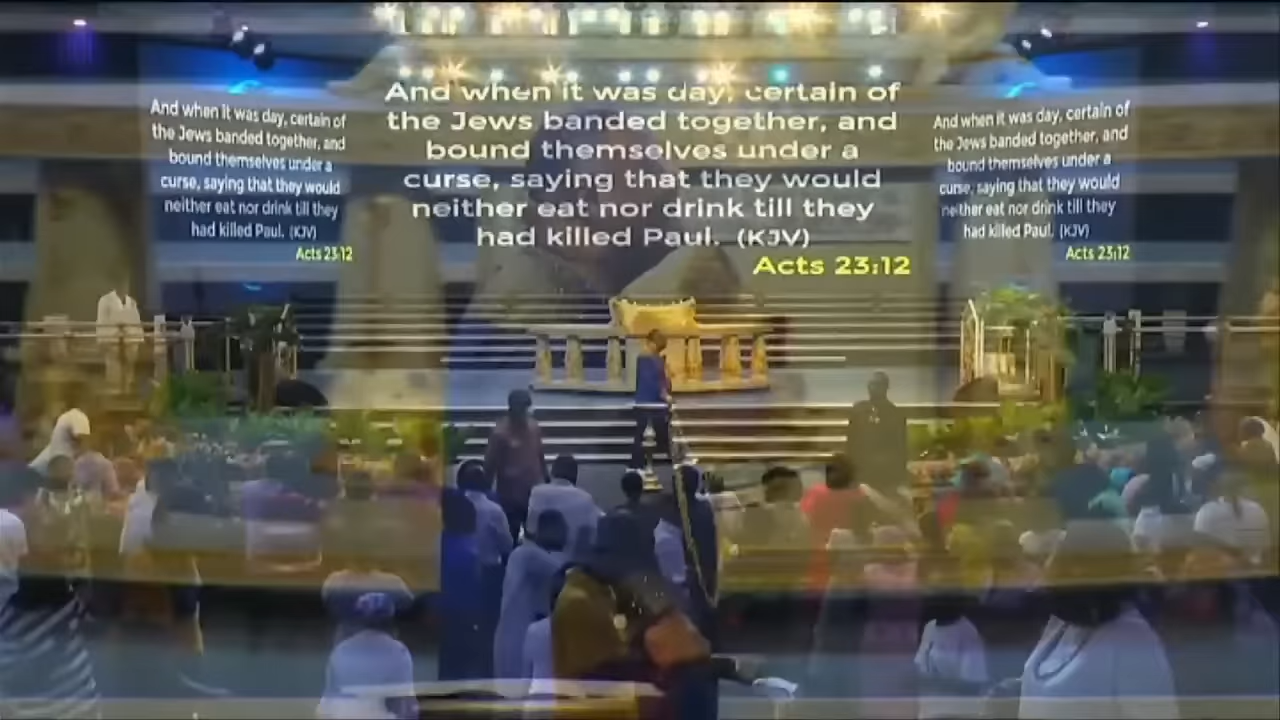 And when it was day, certain of
the Jews banded together, and
bound themselves under a
curse, saying that they would
neither eat nor drink till they
had killed Paul. (KJV)
Acts 23:12
And when it was day, certain of
the Jews banded together, and
bound themselves under a
curse, saying that they would
neither eat nor drink till they
had killed Paul. (KJV)
Acts 23:12
And when it was day, certain of
the Jews banded together, and
bound themselves under a
curse, saying that they would
neither eat nor drink till they
had killed Paul. (KJV)
Acts 23:12